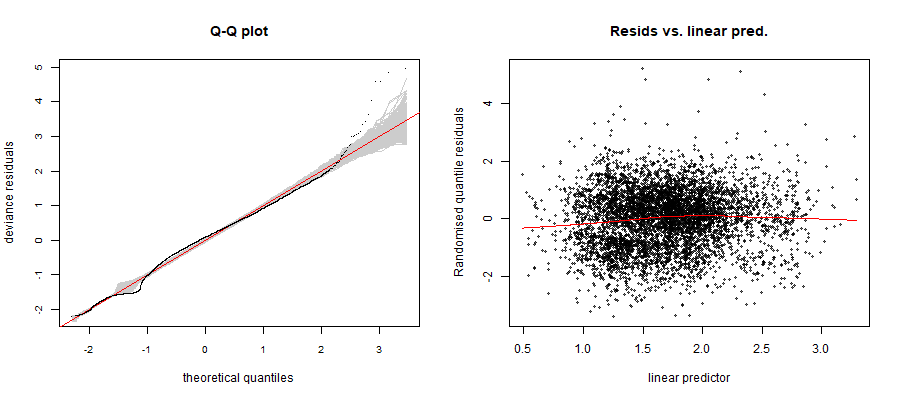 Q-Q plot
deviance residuals
5
4
3
2
1
0
-1
-2
-2 -1 0 1 2 3
theoretical quantiles
Resids vs. linear pred.
Randomised quantile residuals
4
2
0
-2
0.5 1.0 1.5 2.0 2.5 3.0
linear predictor